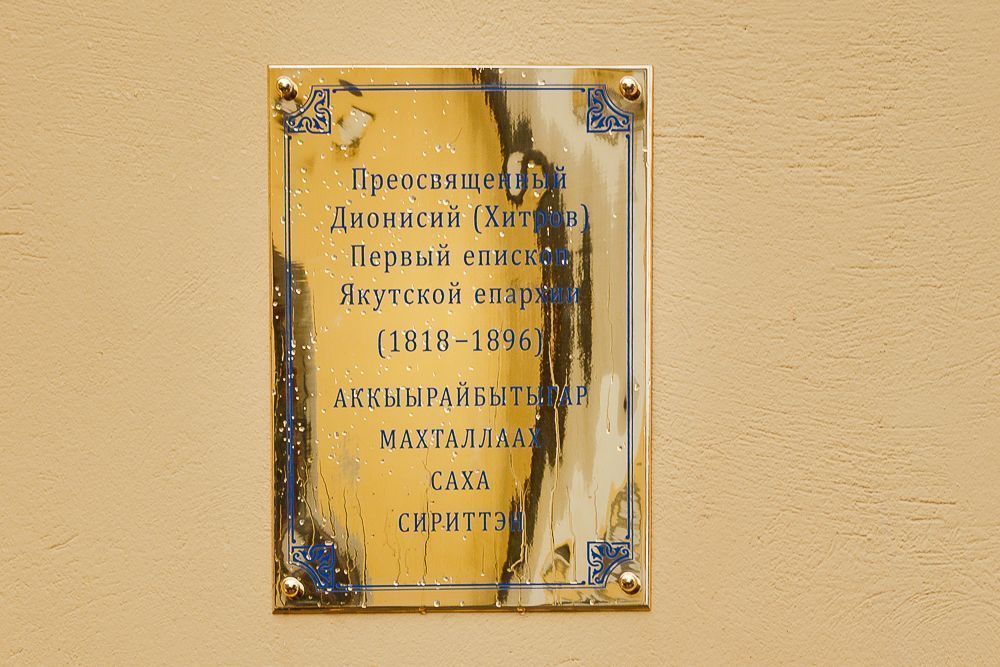 Преосвященный
Дионисий (Хитров)
Первый епископ
Якутской епархии
(1818-1896)
АККЫЫРАЙБЫТЫГАР
МАХТАЛЛААХ
САХА
СИРИТТЭН